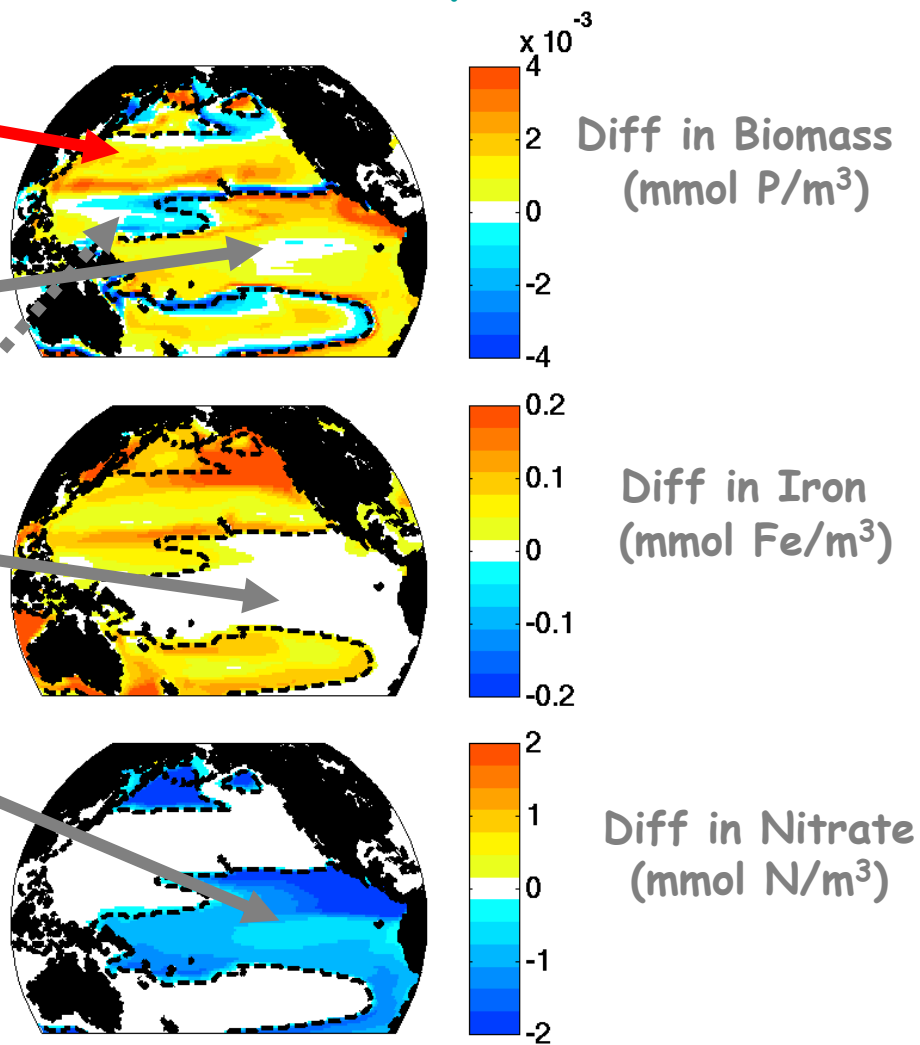 x 10-3
4
2
0
-2
-4
Diff in Biomass
(mmol P/m3)
0.2
0.1
0
-0.1
-0.2
Diff in Iron
(mmol Fe/m3)
2
1
0
-1
-2
Diff in Nitrate
(mmol N/m3)